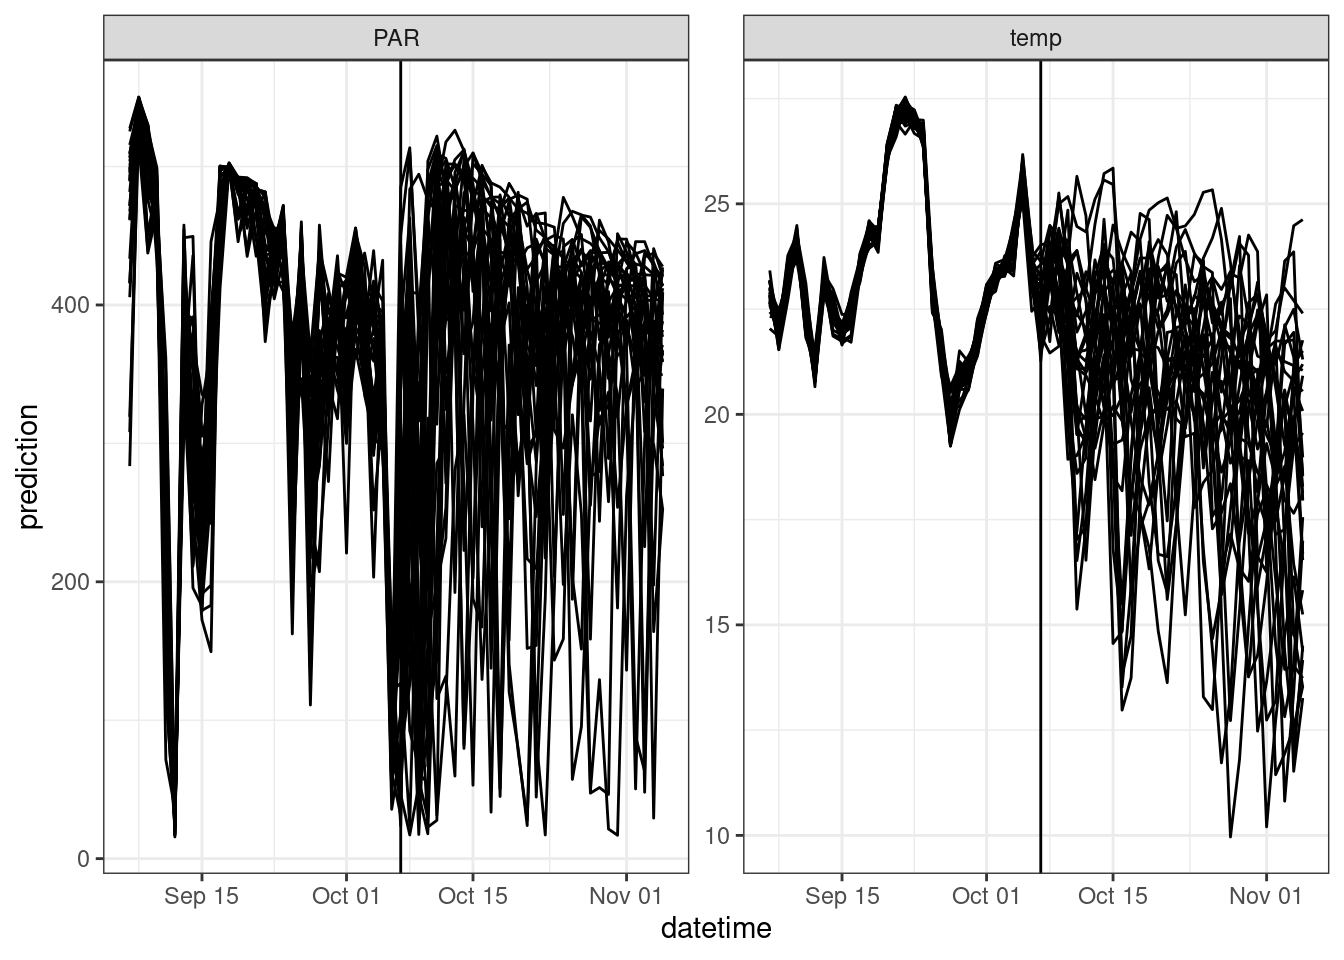 PAR
temp
prediction
400
200
0
25
20
15
10
Sep 15
Oct 01
Oct 15
Nov 01
Sep 15
Oct 01
Oct 15
Nov 01
datetime